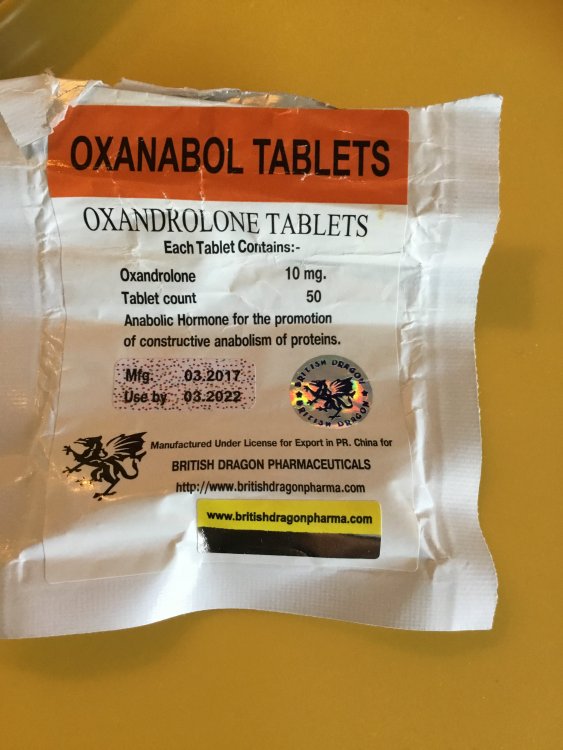 OXANABOL TABLETS
OXANDROLONE TABLETS
Each Tablet Contains:-
Oxandrolone 10 mg.
Tablet count 50
Anabolic Hormone for the promotion
of constructive anabolism of proteins.
Mfg. 03.2017
Use by 03.2022
BRITISH DRAGON
BRITISH DRAGON
Manufactured Under License for Export in PR. China for
BRITISH DRAGON PHARMACEUTICALS
http://www.britishdragonpharma.com
www.britishdragonpharma.com